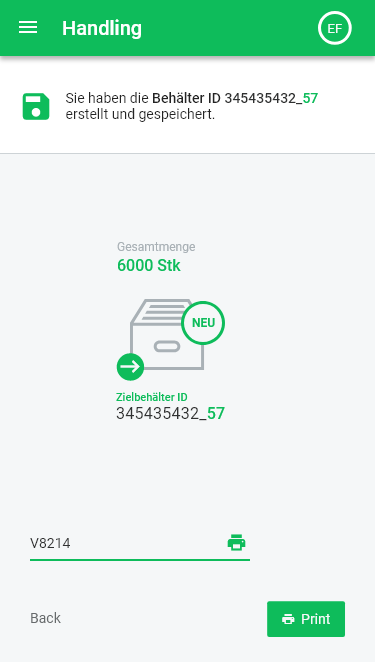 Handling
EF
Sie haben die Behälter ID 345435432_57
erstellt und gespeichert.
Gesamtmenge
6000 Stk
NEU
Zielbehälter ID
345435432_57
V8214
Back
Print